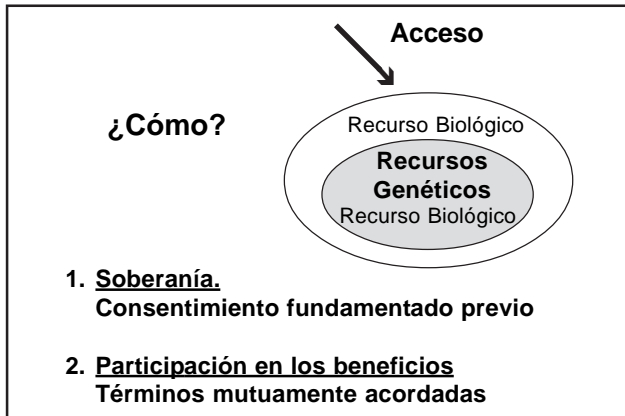 Acceso
¿Cómo?
Recurso Biológico
Recursos
Genéticos
Recurso Biológico
1. Soberanía.
Consentimiento fundamentado previo
2. Participación en los beneficios
Términos mutuamente acordadas